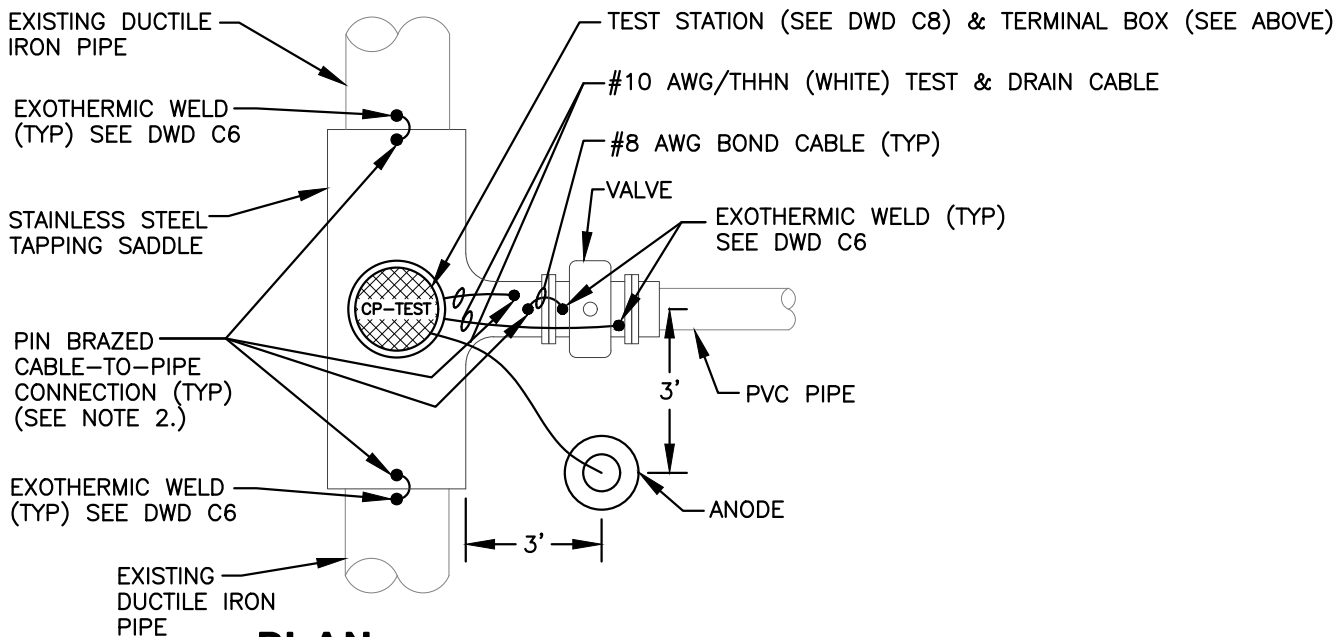 EXISTING DUCTILE
IRON PIPE
TEST STATION (SEE DWD C8) & TERMINAL BOX (SEE ABOVE)
#10 AWG/THHN (WHITE) TEST & DRAIN CABLE
EXOTHERMIC WELD
(TYP) SEE DWD C6
#8 AWG BOND CABLE (TYP)
VALVE
STAINLESS STEEL
TAPPING SADDLE
EXOTHERMIC WELD (TYP)
SEE DWD C6
CP-TEST
PIN BRAZED
CABLE-TO-PIPE
CONNECTION (TYP)
(SEE NOTE 2.)
3'
PVC PIPE
EXOTHERMIC WELD
(TYP) SEE DWD C6
ANODE
3'
EXISTING
DUCTILE IRON
PIPE
PLAN